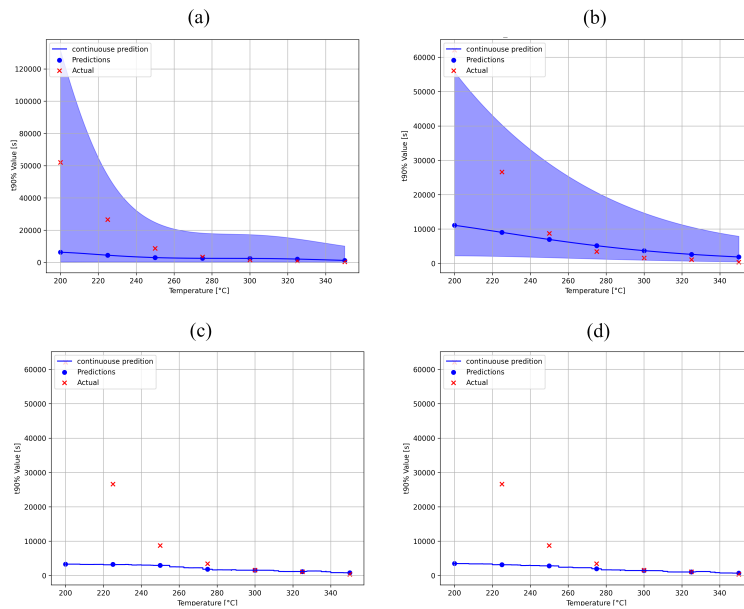 (a)
(b)
continuouse predition
Predictions
Actual
120000
100000
80000
60000
40000
20000
0
t90% Value [s]
200
220
240
260
280
300
320
340
Temperature [°C]
continuouse predition
Predictions
Actual
60000
50000
40000
30000
20000
10000
0
t90% Value [s]
200
220
240
260
280
300
320
340
Temperature [°C]
(c)
(d)
continuouse predition
Predictions
Actual
60000
50000
40000
30000
20000
10000
0
t90% Value [s]
200
220
240
260
280
300
320
340
Temperature [°C]
continuouse predition
Predictions
Actual
60000
50000
40000
30000
20000
10000
0
t90% Value [s]
200
220
240
260
280
300
320
340
Temperature [°C]